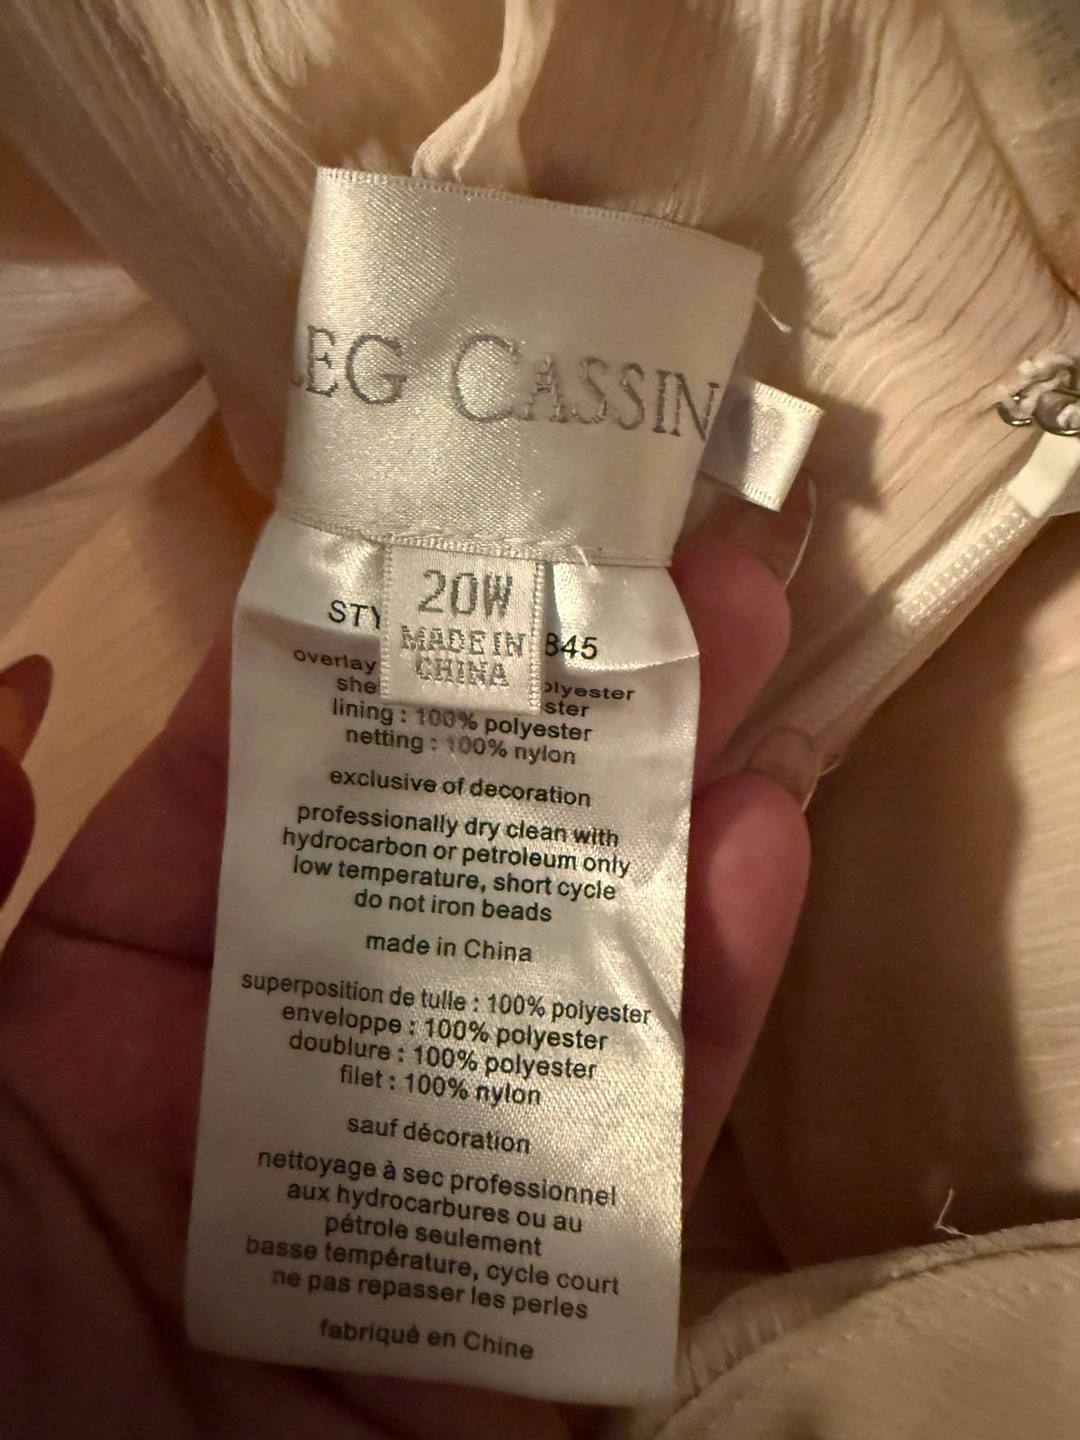 LEG CASSIN
20W
MADE IN
CHINA
STY 845
overlay polyester
she ster
lining : 100% polyester
netting : 100% nylon
exclusive of decoration
professionally dry clean with
hydrocarbon or petroleum only
low temperature, short cycle
do not iron beads
made in China
superposition de tulle : 100% polyester
enveloppe : 100% polyester
doublure : 100% polyester
filet : 100% nylon
sauf décoration
nettoyage à sec professionnel
aux hydrocarbures ou au
pétrole seulement
basse température, cycle court
ne pas repasser les perles
fabriqué en Chine